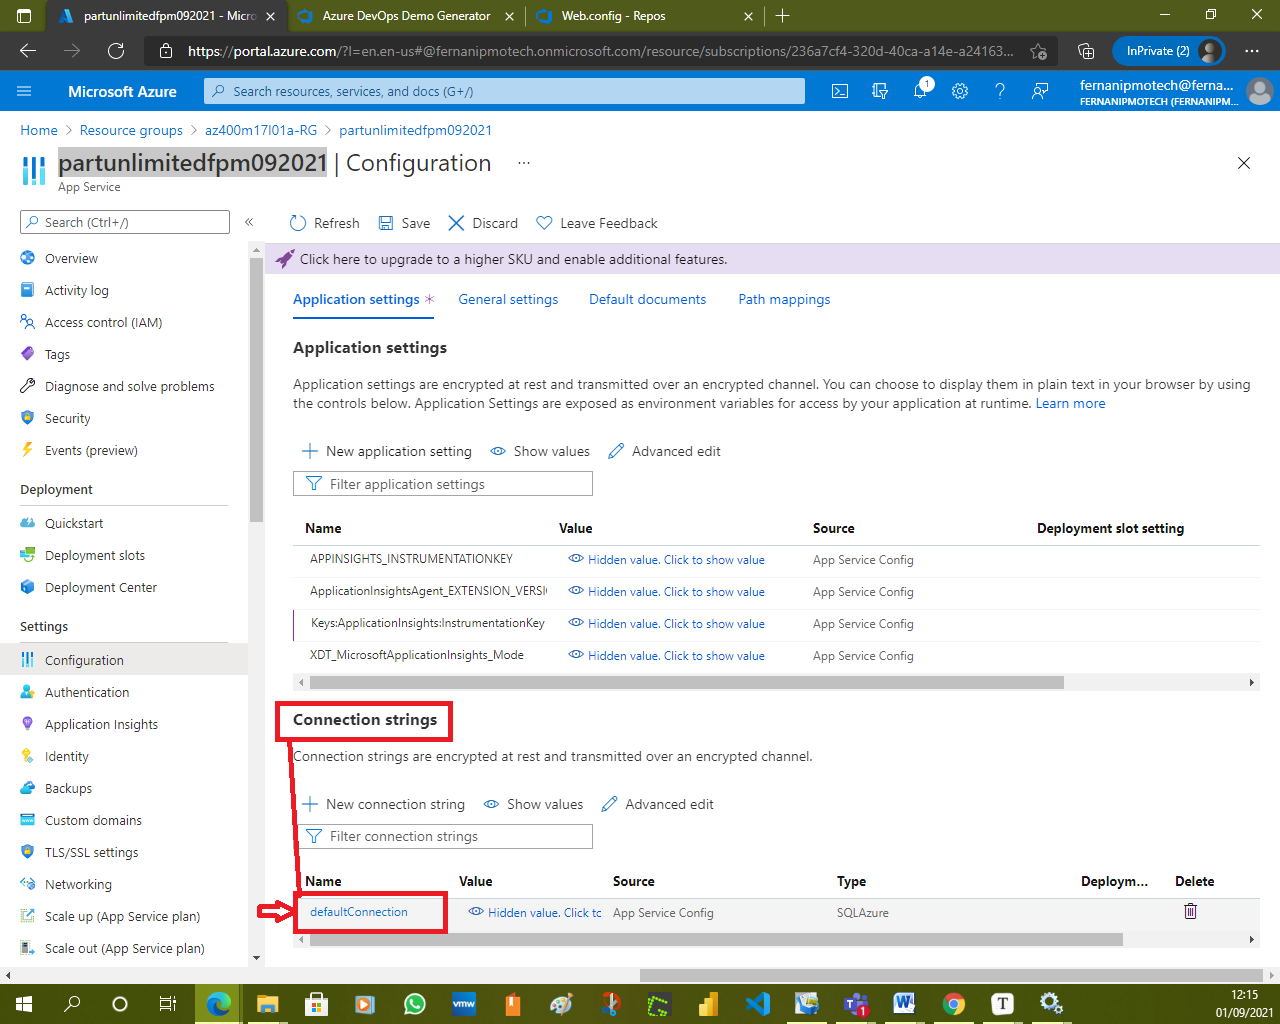 partunlimitedfpm092021 - Micro
Azure DevOps Demo Generator
Web.config - Repos
https://portal.azure.com/?l=en.en-us#@fernanipmotech.onmicrosoft.com/resource/subscriptions/236a7cf4-320d-40ca-a14e-a24163...
InPrivate (2)
Microsoft Azure
Search resources, services, and docs (G+/)
1
fernanipmotech@ferna...
FERNANIPMOTECH (FERNANIPM...
Home > Resource groups > az400m17l01a-RG > partunlimitedfpm092021
partunlimitedfpm092021 | Configuration ...
App Service
Search (Ctrl+/)
«
Refresh
Save
Discard
Leave Feedback
Click here to upgrade to a higher SKU and enable additional features.
Overview
Activity log
Access control (IAM)
Tags
Diagnose and solve problems
Security
Events (preview)
Deployment
Quickstart
Deployment slots
Deployment Center
Settings
Configuration
Authentication
Application Insights
Identity
Backups
Custom domains
TLS/SSL settings
Networking
Scale up (App Service plan)
Scale out (App Service plan)
Application settings *
General settings
Default documents
Path mappings
Application settings
Application settings are encrypted at rest and transmitted over an encrypted channel. You can choose to display them in plain text in your browser by using
the controls below. Application Settings are exposed as environment variables for access by your application at runtime. Learn more
New application setting
Show values
Advanced edit
Filter application settings
Name Value Source Deployment slot setting
APPINSIGHTS_INSTRUMENTATIONKEY Hidden value. Click to show value App Service Config
ApplicationInsightsAgent_EXTENSION_VERSI Hidden value. Click to show value App Service Config
Keys:ApplicationInsights:InstrumentationKey Hidden value. Click to show value App Service Config
XDT_MicrosoftApplicationInsights_Mode Hidden value. Click to show value App Service Config
Connection strings
Connection strings are encrypted at rest and transmitted over an encrypted channel.
New connection string
Show values
Advanced edit
Filter connection strings
Name Value Source Type Deploym... Delete
defaultConnection Hidden value. Click tc App Service Config SQLAzure
vmw
1
T
12:15
01/09/2021